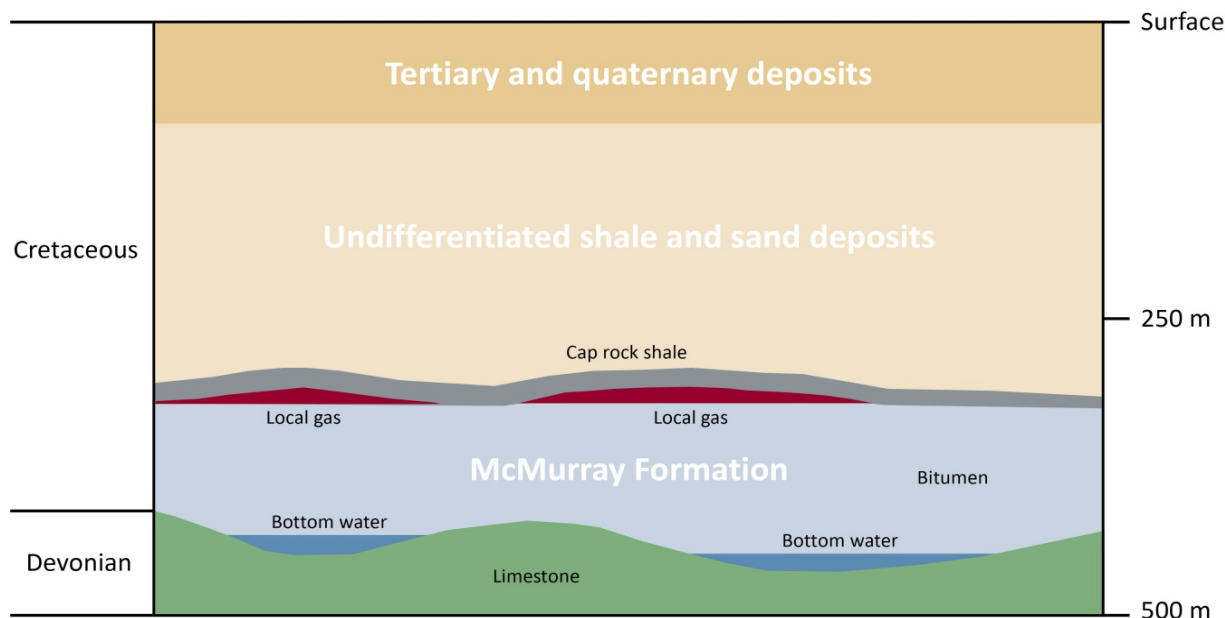 Surface
Tertiary and quaternary deposits
Undifferentiated shale and sand deposits
Cretaceous
250 m
Cap rock shale
Local gas
Local gas
McMurray Formation
Bitumen
Bottom water
Bottom water
Devonian
Limestone
500 m